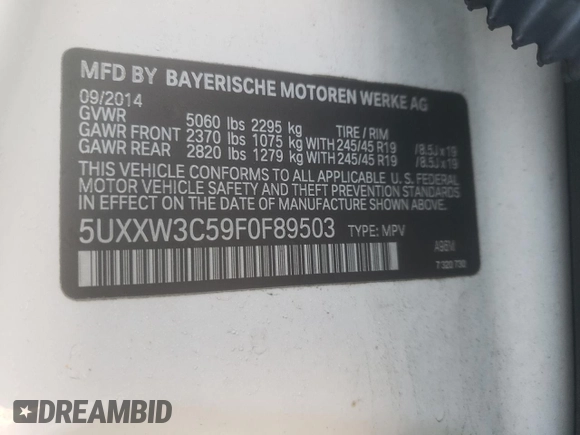 MFD BY BAYERISCHE MOTOREN WERKE AG
09/2014
GVWR 5060 lbs 2295 kg TIRE / RIM
GAWR FRONT 2370 lbs 1075 kg WITH 245/45 R19 /8.5J x 19
GAWR REAR 2820 lbs 1279 kg WITH 245/45 R19 /8.5J x 19
THIS VEHICLE CONFORMS TO ALL APPLICABLE U.S. FEDERAL
MOTOR VEHICLE SAFETY AND THEFT PREVENTION STANDARDS
IN EFFECT ON THE DATE OF MANUFACTURE SHOWN ABOVE.
5UXXW3C59F0F89503 TYPE: MPV
DREAMBID